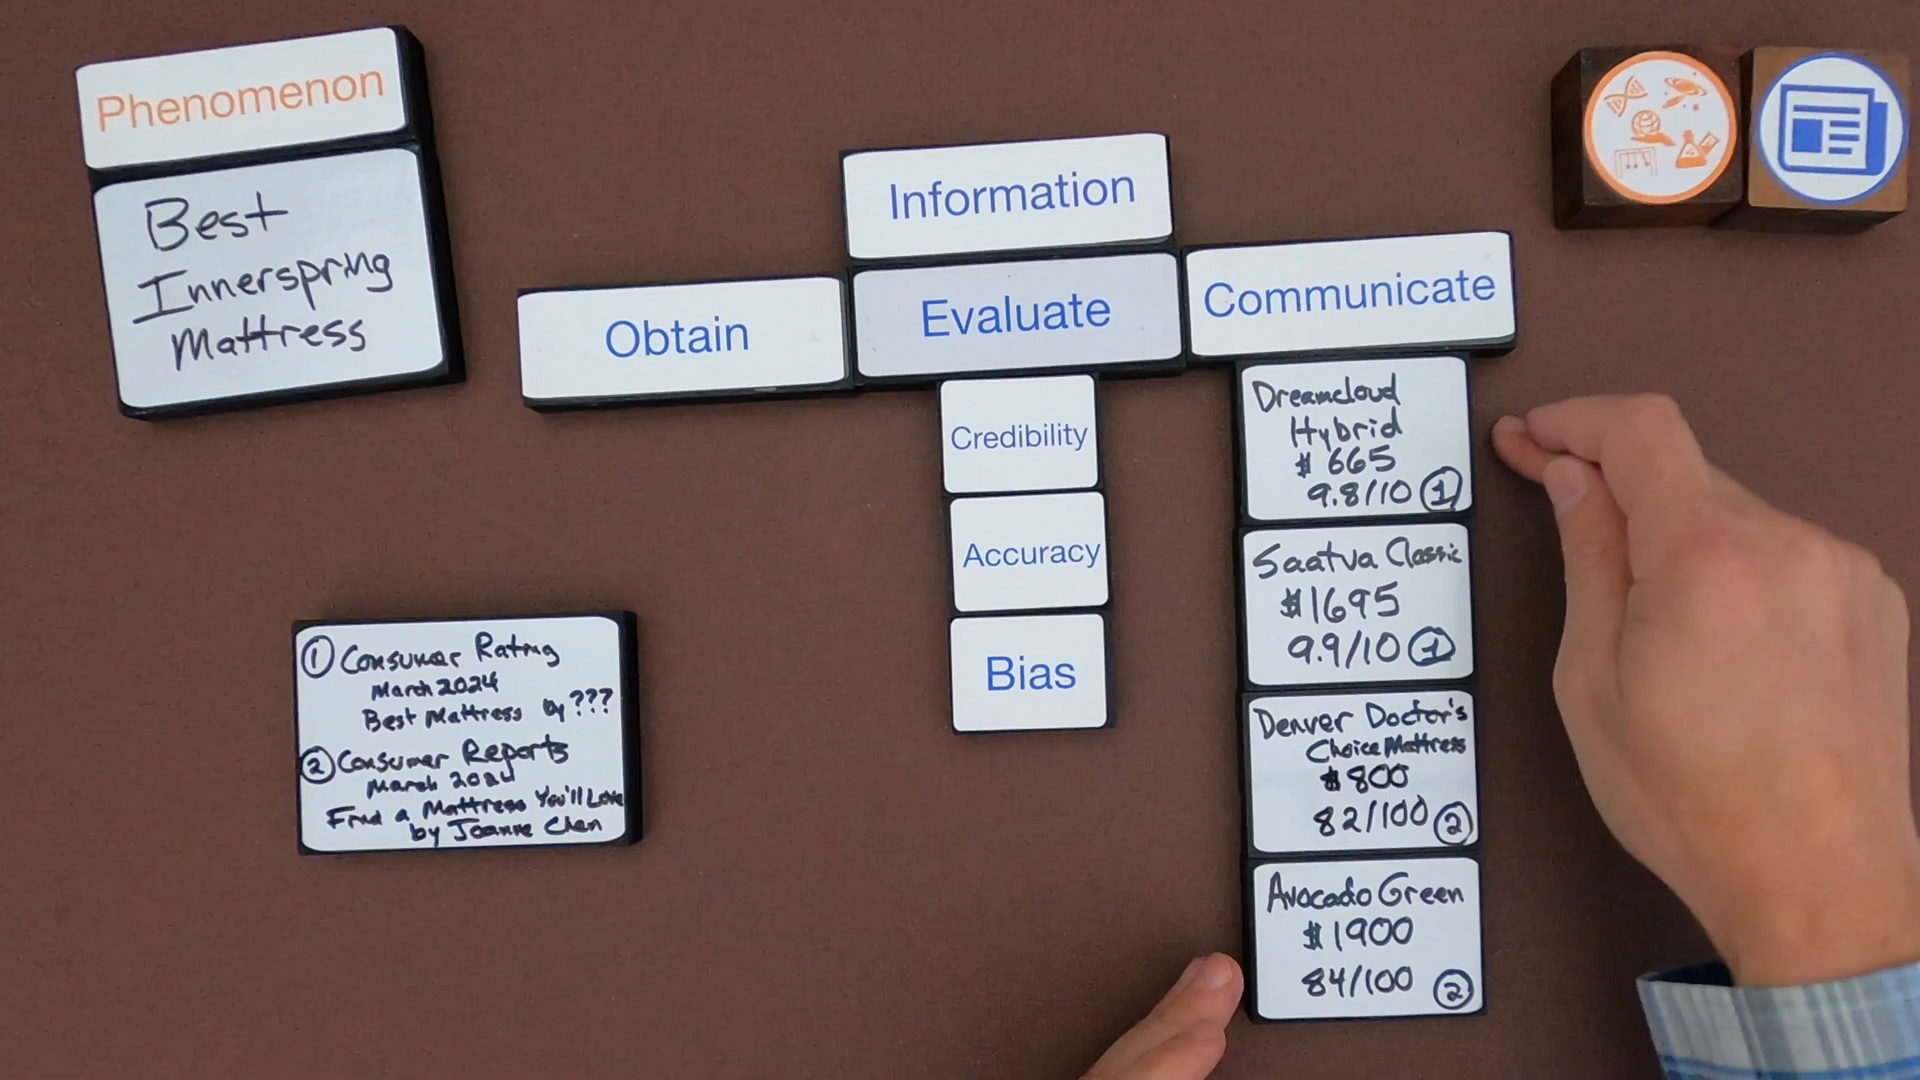 Phenomenon
Best
Innerspring
Mattress
Information
Obtain
Evaluate
Communicate
Credibility
Accuracy
Bias
Dreamcloud
Hybrid
$ 665
9.8/10 1
Saatva Classic
$1695
9.9/10 1
Denver Doctor's
Choice Mattress
$800
82/100 2
Avocado Green
$1900
84/100 2
1 Consumer Rating
March 2024
Best Mattress by ???
2 Consumer Reports
March 2024
Find a Mattress You'll Love
by Joanne Chen